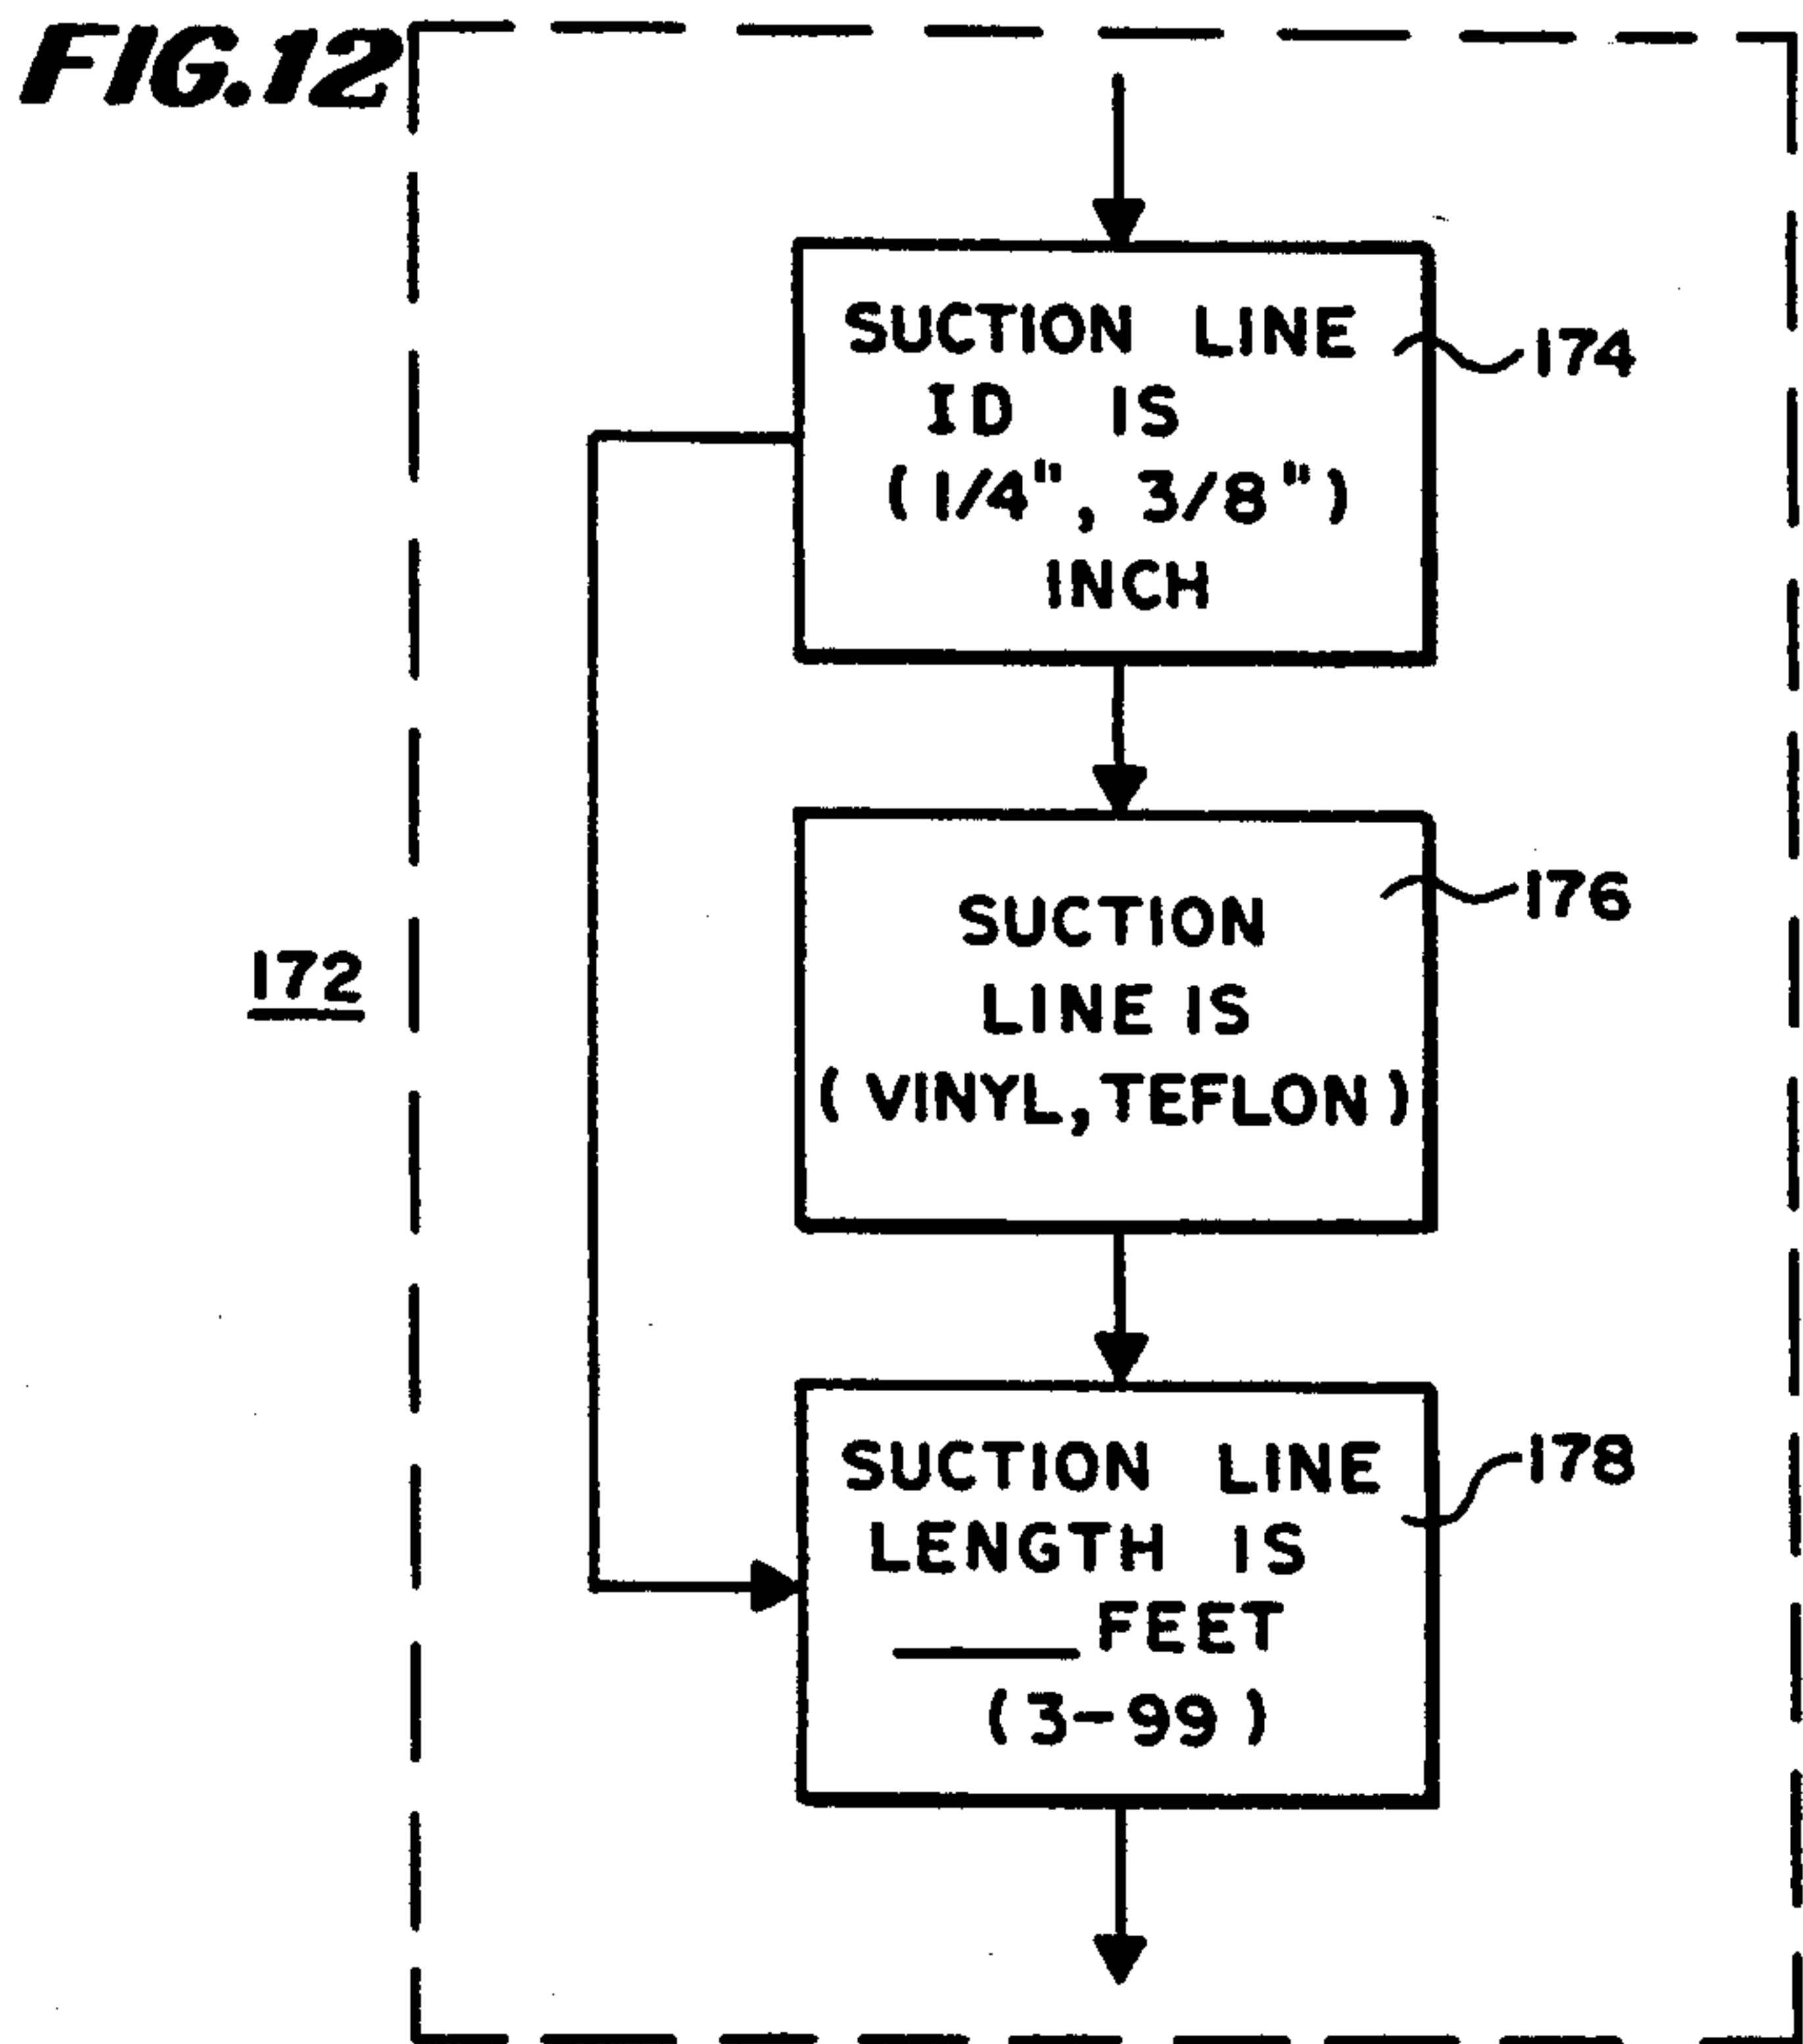 FIG.12
SUCTION LINE
ID IS
(1/4", 3/8")
INCH
174
SUCTION
LINE IS
(VINYL,TEFLON)
176
172
SUCTION LINE
LENGTH IS
______ FEET
(3-99)
178